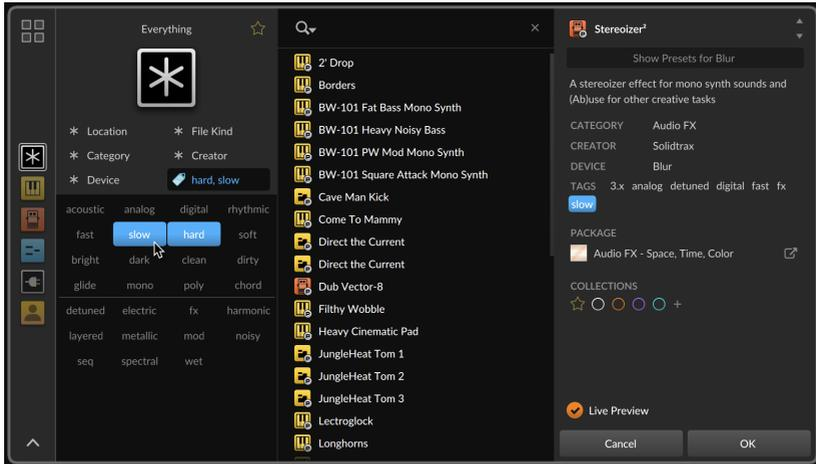 Everything
Location
File Kind
Category
Creator
Device
hard, slow
acoustic analog digital rhythmic
fast slow hard soft
bright dark clean dirty
glide mono poly chord
detuned electric fx harmonic
layered metallic mod noisy
seq spectral wet
2' Drop
Borders
BW-101 Fat Bass Mono Synth
BW-101 Heavy Noisy Bass
BW-101 PW Mod Mono Synth
BW-101 Square Attack Mono Synth
Cave Man Kick
Come To Mammy
Direct the Current
Direct the Current
Dub Vector-8
Filthy Wobble
Heavy Cinematic Pad
JungleHeat Tom 1
JungleHeat Tom 2
JungleHeat Tom 3
Lectroglock
Longhorns
Stereoizer²
Show Presets for Blur
A stereoizer effect for mono synth sounds and
(Ab)use for other creative tasks
CATEGORY Audio FX
CREATOR Solidtrax
DEVICE Blur
TAGS 3.x analog detuned digital fast fx
slow
PACKAGE
Audio FX - Space, Time, Color
COLLECTIONS
Live Preview
Cancel OK